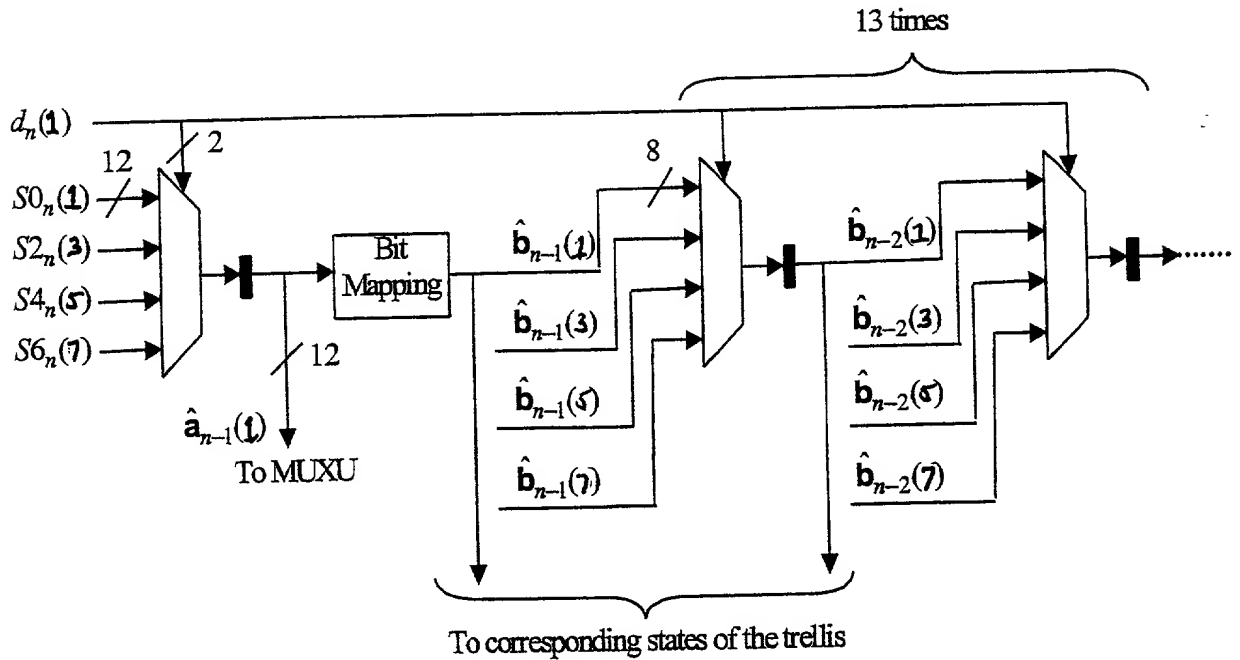 13 times
dₙ(1)
2
12
8
S0ₙ(1)
S2ₙ(3)
S4ₙ(5)
S6ₙ(7)
Bit
Mapping
b̂ₙ₋₁(1)
b̂ₙ₋₁(3)
b̂ₙ₋₁(5)
b̂ₙ₋₁(7)
b̂ₙ₋₂(1)
b̂ₙ₋₂(3)
b̂ₙ₋₂(5)
b̂ₙ₋₂(7)
12
âₙ₋₁(1)
To MUXU
To corresponding states of the trellis